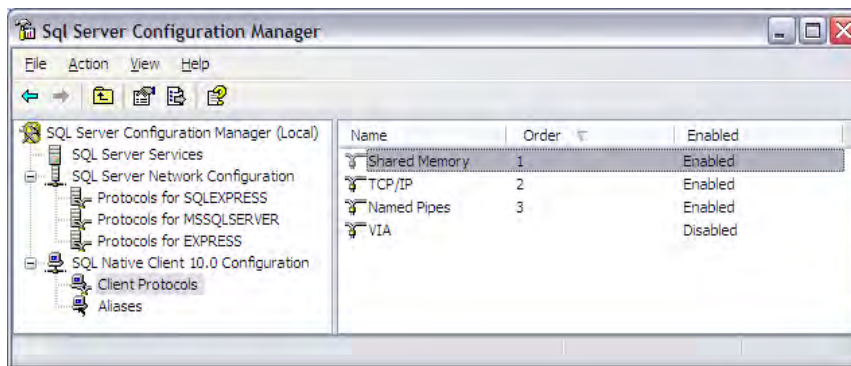 Sql Server Configuration Manager
File Action View Help
SQL Server Configuration Manager (Local)
SQL Server Services
SQL Server Network Configuration
Protocols for SQLEXPRESS
Protocols for MSSQLSERVER
Protocols for EXPRESS
SQL Native Client 10.0 Configuration
Client Protocols
Aliases
Name Order Enabled
Shared Memory 1 Enabled
TCP/IP 2 Enabled
Named Pipes 3 Enabled
VIA Disabled